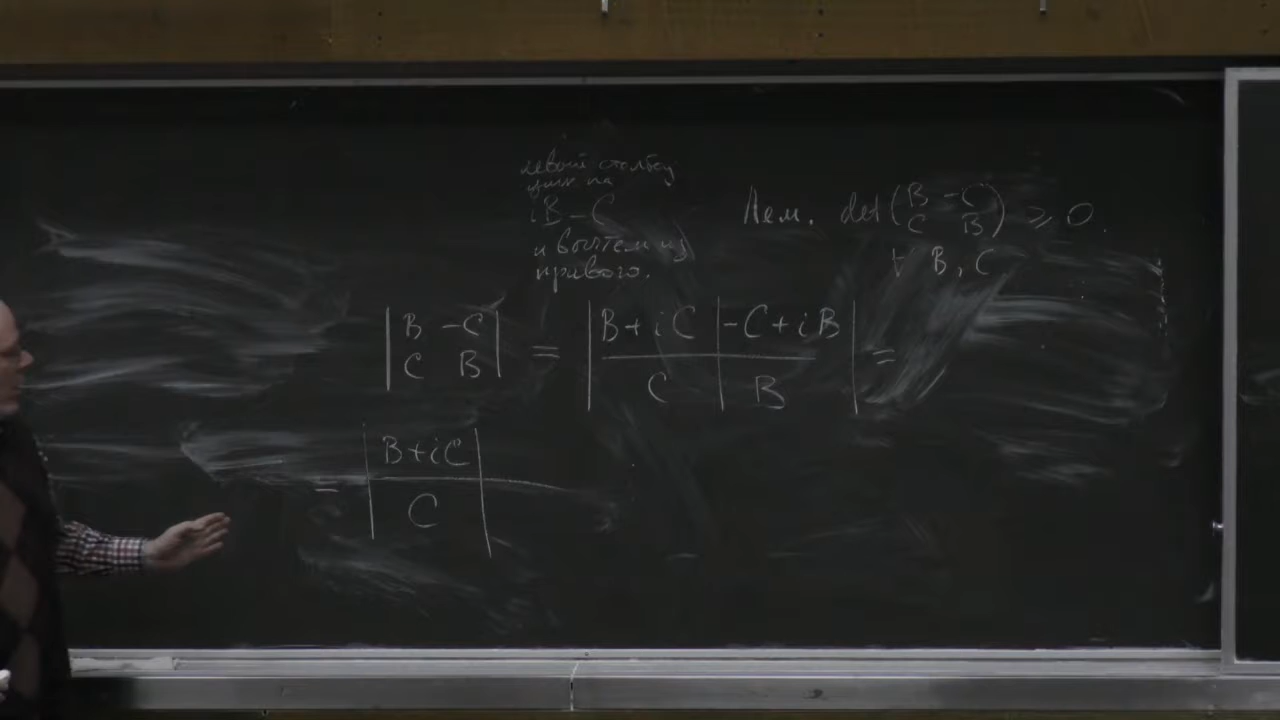 левый столбец
умн на
iB - C
и вычтем из
правого.
Лем. det ( B -C
C B ) ⩾ 0.
∀ B, C
| B -C
C B | = | B + iC | -C + iB
C | B | =
= | B+iC
C |